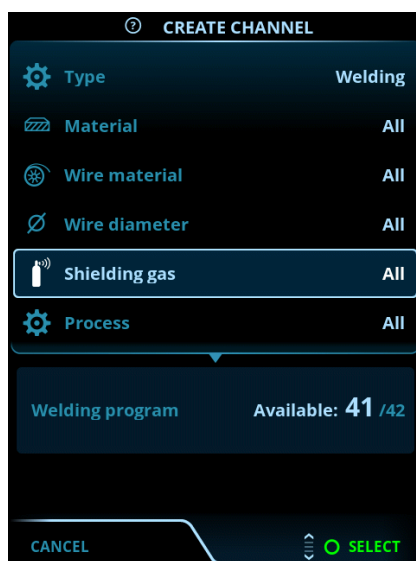 ? CREATE CHANNEL
Type Welding
Material All
Wire material All
Wire diameter All
Shielding gas All
Process All
Welding program Available: 41 /42
CANCEL SELECT